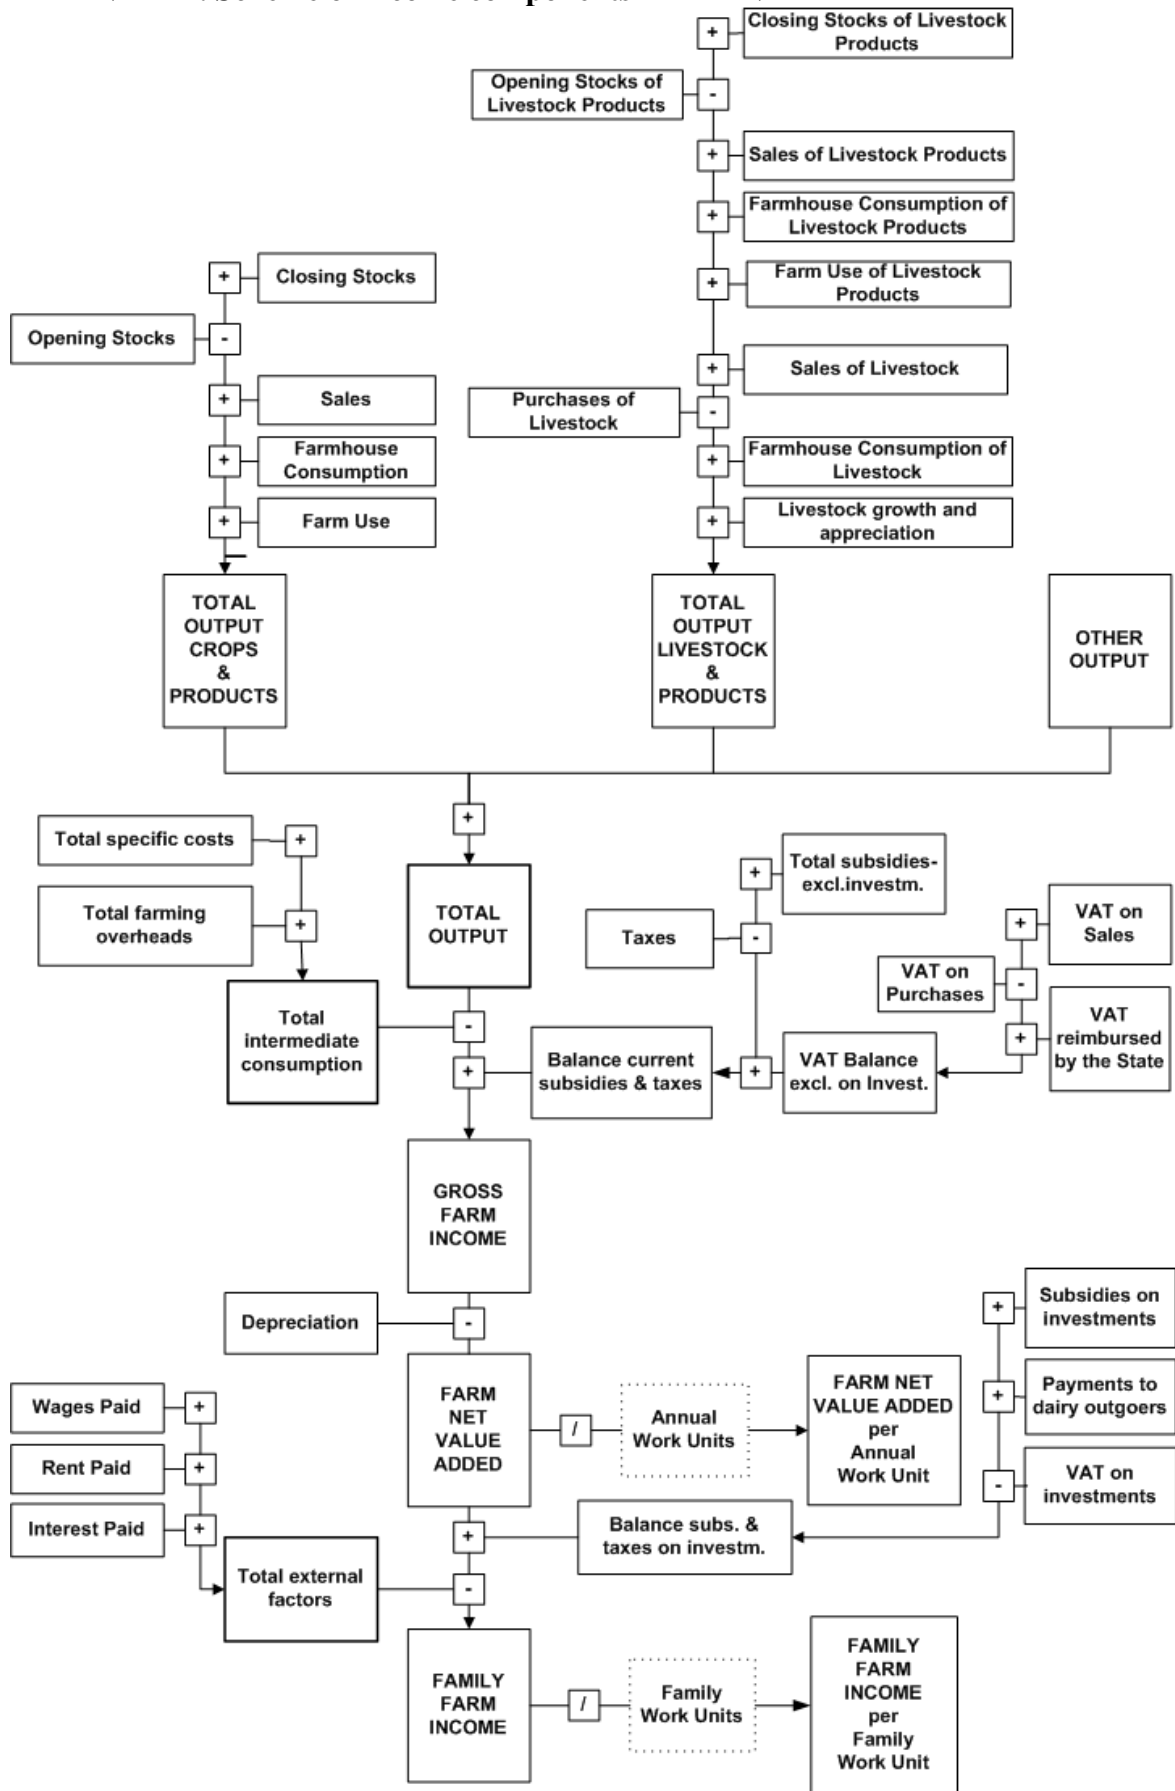 Scheme of income components
+
Closing Stocks of Livestock
Products
Opening Stocks of
Livestock Products
-
+
Sales of Livestock Products
+
Farmhouse Consumption of
Livestock Products
+
Farm Use of Livestock
Products
+
Closing Stocks
Opening Stocks
-
+
Sales
+
Farmhouse
Consumption
+
Farm Use
+
Sales of Livestock
Purchases of
Livestock
-
+
Farmhouse Consumption of
Livestock
+
Livestock growth and
appreciation
TOTAL
OUTPUT
CROPS
&
PRODUCTS
TOTAL
OUTPUT
LIVESTOCK
&
PRODUCTS
OTHER
OUTPUT
+
Total specific costs
+
Total farming
overheads
+
TOTAL
OUTPUT
Total
intermediate
consumption
-
+
+
Total subsidies-
excl.investm.
Taxes
-
+
VAT on
Sales
VAT on
Purchases
-
+
VAT
reimbursed
by the State
Balance current
subsidies & taxes
+
VAT Balance
excl. on Invest.
GROSS
FARM
INCOME
Depreciation
-
+
Subsidies on
investments
+
Payments to
dairy outgoers
-
VAT on
investments
FARM
NET
VALUE
ADDED
/
Annual
Work Units
FARM NET
VALUE ADDED
per
Annual
Work Unit
Wages Paid
+
Rent Paid
+
Interest Paid
+
+
Balance subs. &
taxes on investm.
Total external
factors
-
FAMILY
FARM
INCOME
/
Family
Work Units
FAMILY
FARM
INCOME
per
Family
Work Unit